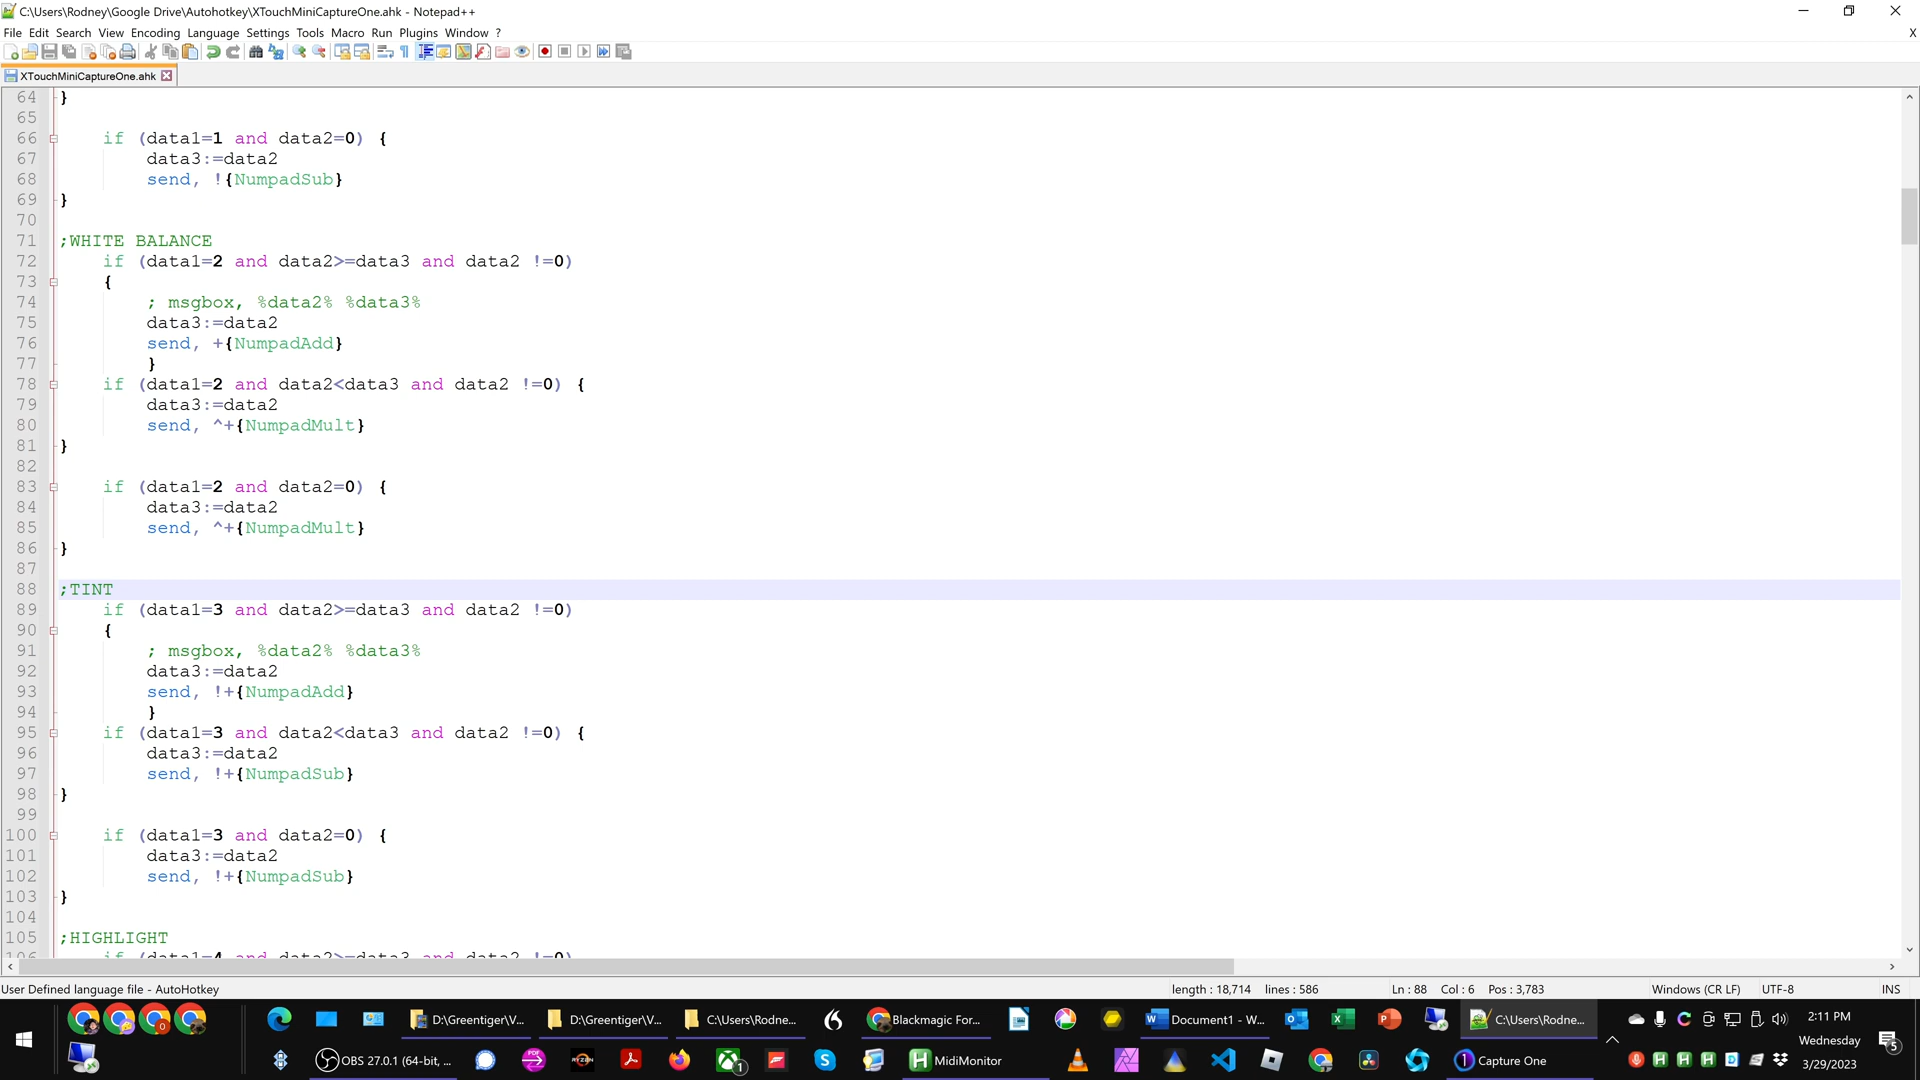 C:\Users\Rodney\Google Drive\Autohotkey\XTouchMiniCaptureOne.ahk - Notepad++
File Edit Search View Encoding Language Settings Tools Macro Run Plugins Window ? X
XTouchMiniCaptureOne.ahk
64 }
65
66 if (data1=1 and data2=0) {
67 data3:=data2
68 send, !{NumpadSub}
69 }
70
71 ;WHITE BALANCE
72 if (data1=2 and data2>=data3 and data2 !=0)
73 {
74 ; msgbox, %data2% %data3%
75 data3:=data2
76 send, +{NumpadAdd}
77 }
78 if (data1=2 and data2<data3 and data2 !=0) {
79 data3:=data2
80 send, ^+{NumpadMult}
81 }
82
83 if (data1=2 and data2=0) {
84 data3:=data2
85 send, ^+{NumpadMult}
86 }
87
88 ;TINT
89 if (data1=3 and data2>=data3 and data2 !=0)
90 {
91 ; msgbox, %data2% %data3%
92 data3:=data2
93 send, !+{NumpadAdd}
94 }
95 if (data1=3 and data2<data3 and data2 !=0) {
96 data3:=data2
97 send, !+{NumpadSub}
98 }
99
100 if (data1=3 and data2=0) {
101 data3:=data2
102 send, !+{NumpadSub}
103 }
104
105 ;HIGHLIGHT
106 if (data1=4 and data2>=data3 and data2 !=0)
User Defined language file - AutoHotkey length : 18,714 lines : 586 Ln : 88 Col : 6 Pos : 3,783 Windows (CR LF) UTF-8 INS
D:\Greentiger\V... D:\Greentiger\V... C:\Users\Rodne... Blackmagic For... Document1 - W... C:\Users\Rodne... 2:11 PM
Wednesday
OBS 27.0.1 (64-bit, ... MidiMonitor Capture One 3/29/2023